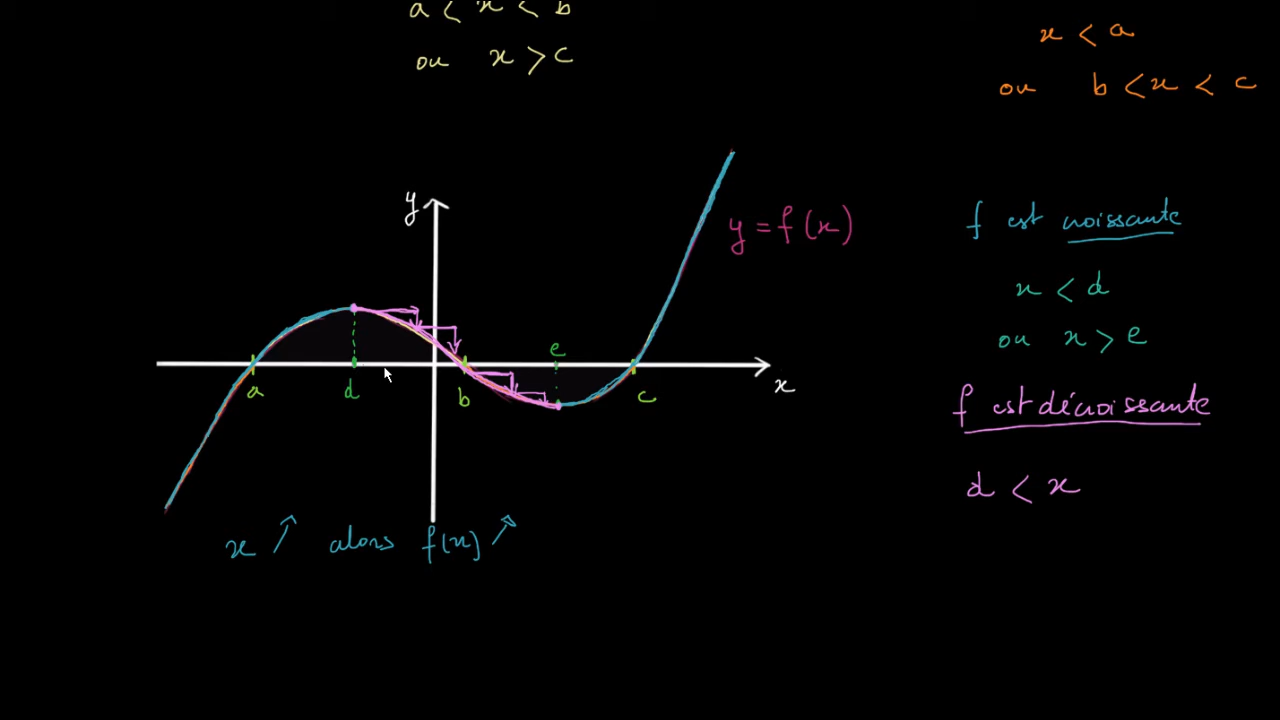 a < x < b
ou x > c
x < a
ou b < x < c
y
y = f(x)
f est croissante
x < d
ou x > e
e
a
d
b
c
x
f est décroissante
d < x
x ↗ alors f(x) ↗